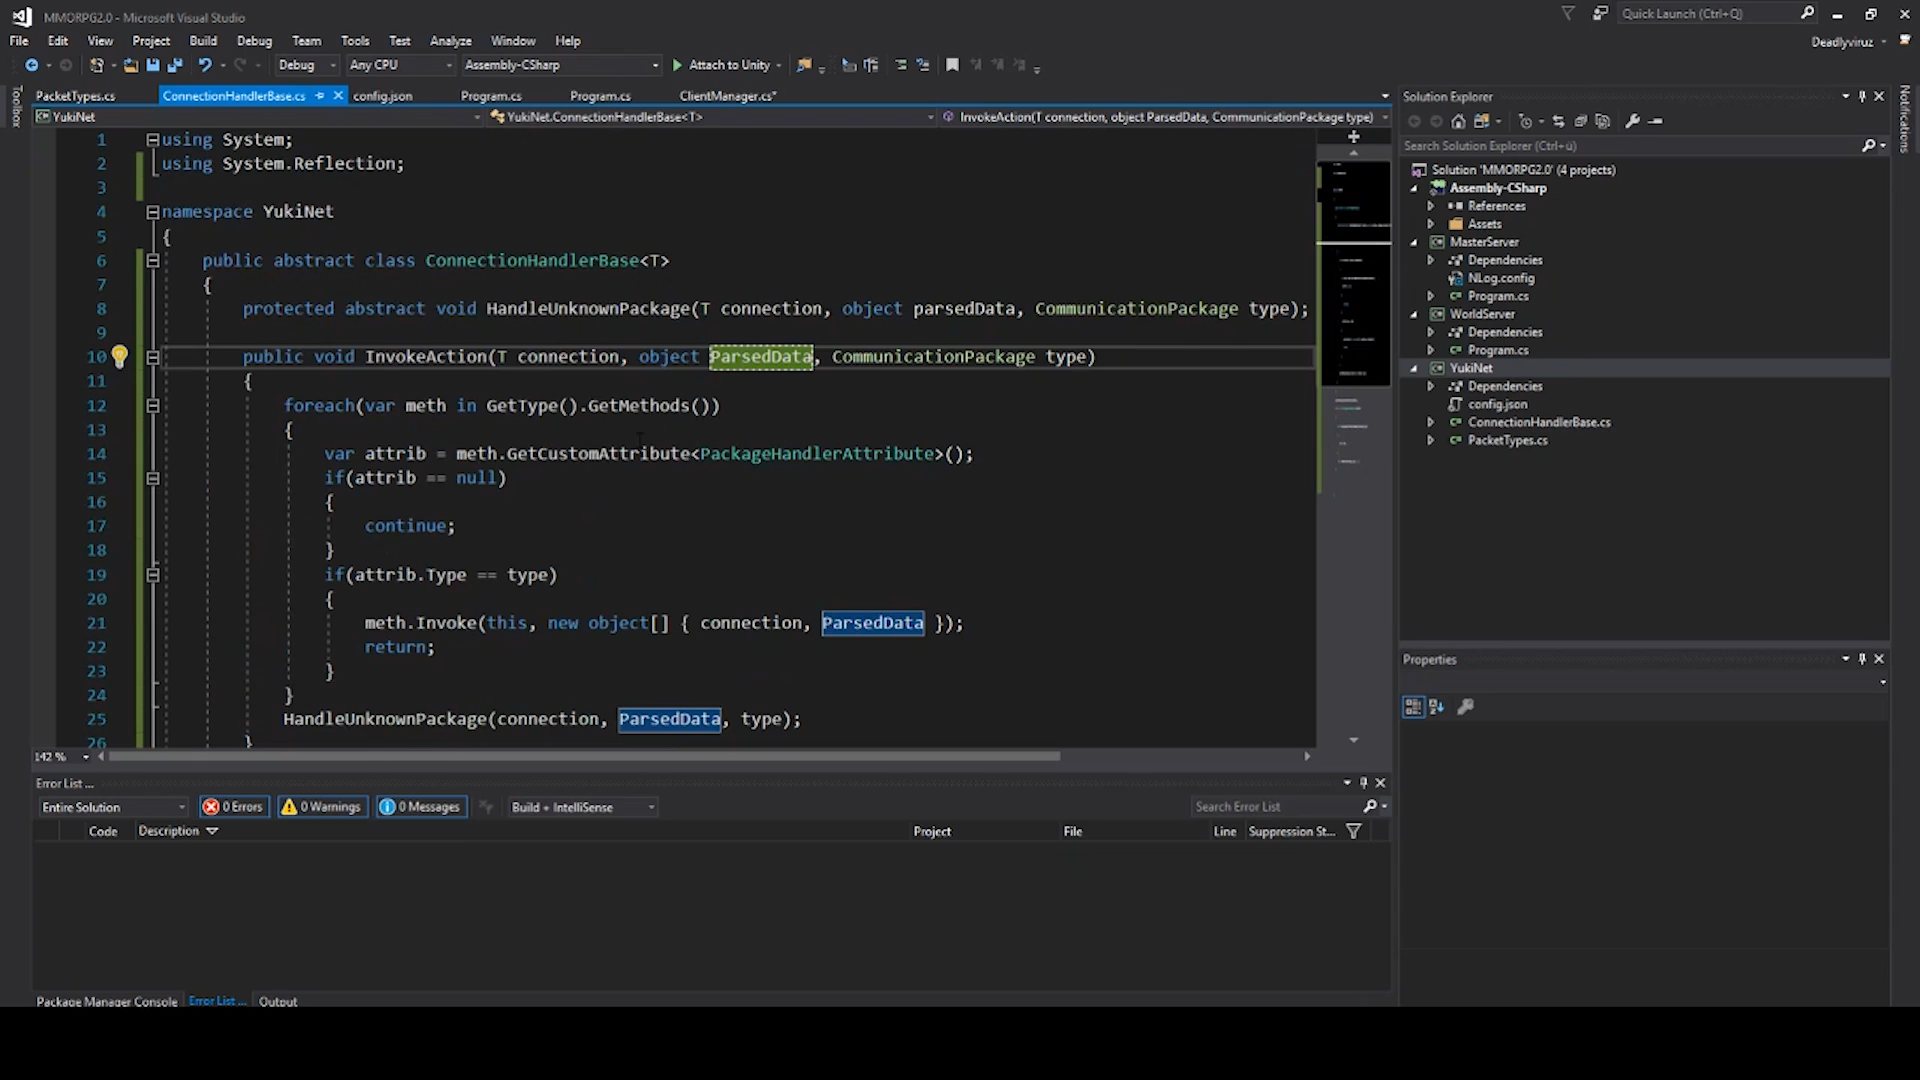 MMORPG2.0 - Microsoft Visual Studio
Quick Launch (Ctrl+Q)
File Edit View Project Build Debug Team Tools Test Analyze Window Help
Deadlyviruz
Debug Any CPU Assembly-CSharp Attach to Unity
Toolbox
PacketTypes.cs ConnectionHandlerBase.cs config.json Program.cs Program.cs ClientManager.cs*
YukiNet YukiNet.ConnectionHandlerBase<T> InvokeAction(T connection, object ParsedData, CommunicationPackage type)
1 using System;
2 using System.Reflection;
3
4 namespace YukiNet
5 {
6 public abstract class ConnectionHandlerBase<T>
7 {
8 protected abstract void HandleUnknownPackage(T connection, object parsedData, CommunicationPackage type);
9
10 public void InvokeAction(T connection, object ParsedData, CommunicationPackage type)
11 {
12 foreach(var meth in GetType().GetMethods())
13 {
14 var attrib = meth.GetCustomAttribute<PackageHandlerAttribute>();
15 if(attrib == null)
16 {
17 continue;
18 }
19 if(attrib.Type == type)
20 {
21 meth.Invoke(this, new object[] { connection, ParsedData });
22 return;
23 }
24 }
25 HandleUnknownPackage(connection, ParsedData, type);
26 }
142 %
Error List ...
Entire Solution 0 Errors 0 Warnings 0 Messages Build + IntelliSense Search Error List
Code Description Project File Line Suppression St...
Package Manager Console Error List ... Output
Solution Explorer
Search Solution Explorer (Ctrl+ü)
Solution 'MMORPG2.0' (4 projects)
Assembly-CSharp
References
Assets
MasterServer
Dependencies
NLog.config
Program.cs
WorldServer
Dependencies
Program.cs
YukiNet
Dependencies
config.json
ConnectionHandlerBase.cs
PacketTypes.cs
Properties
Notifications